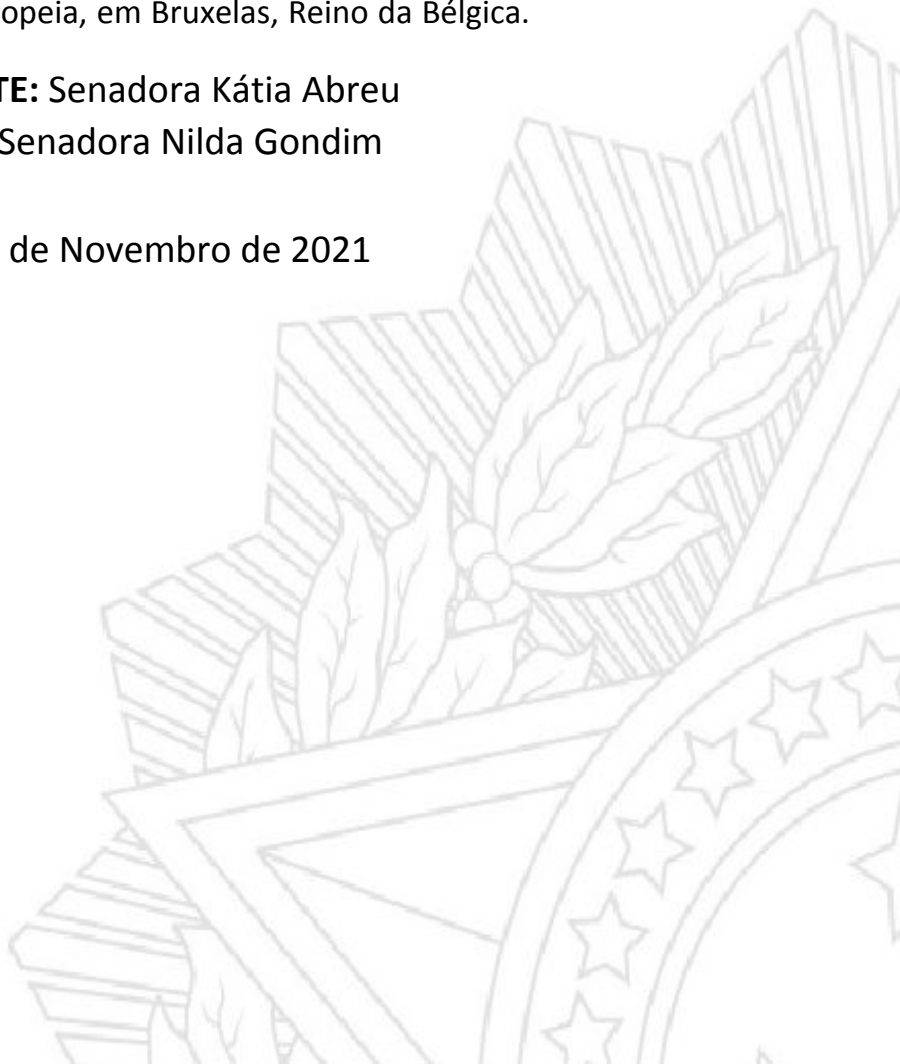 opeia, em Bruxelas, Reino da Bélgica.
TE: Senadora Kátia Abreu
Senadora Nilda Gondim
de Novembro de 2021